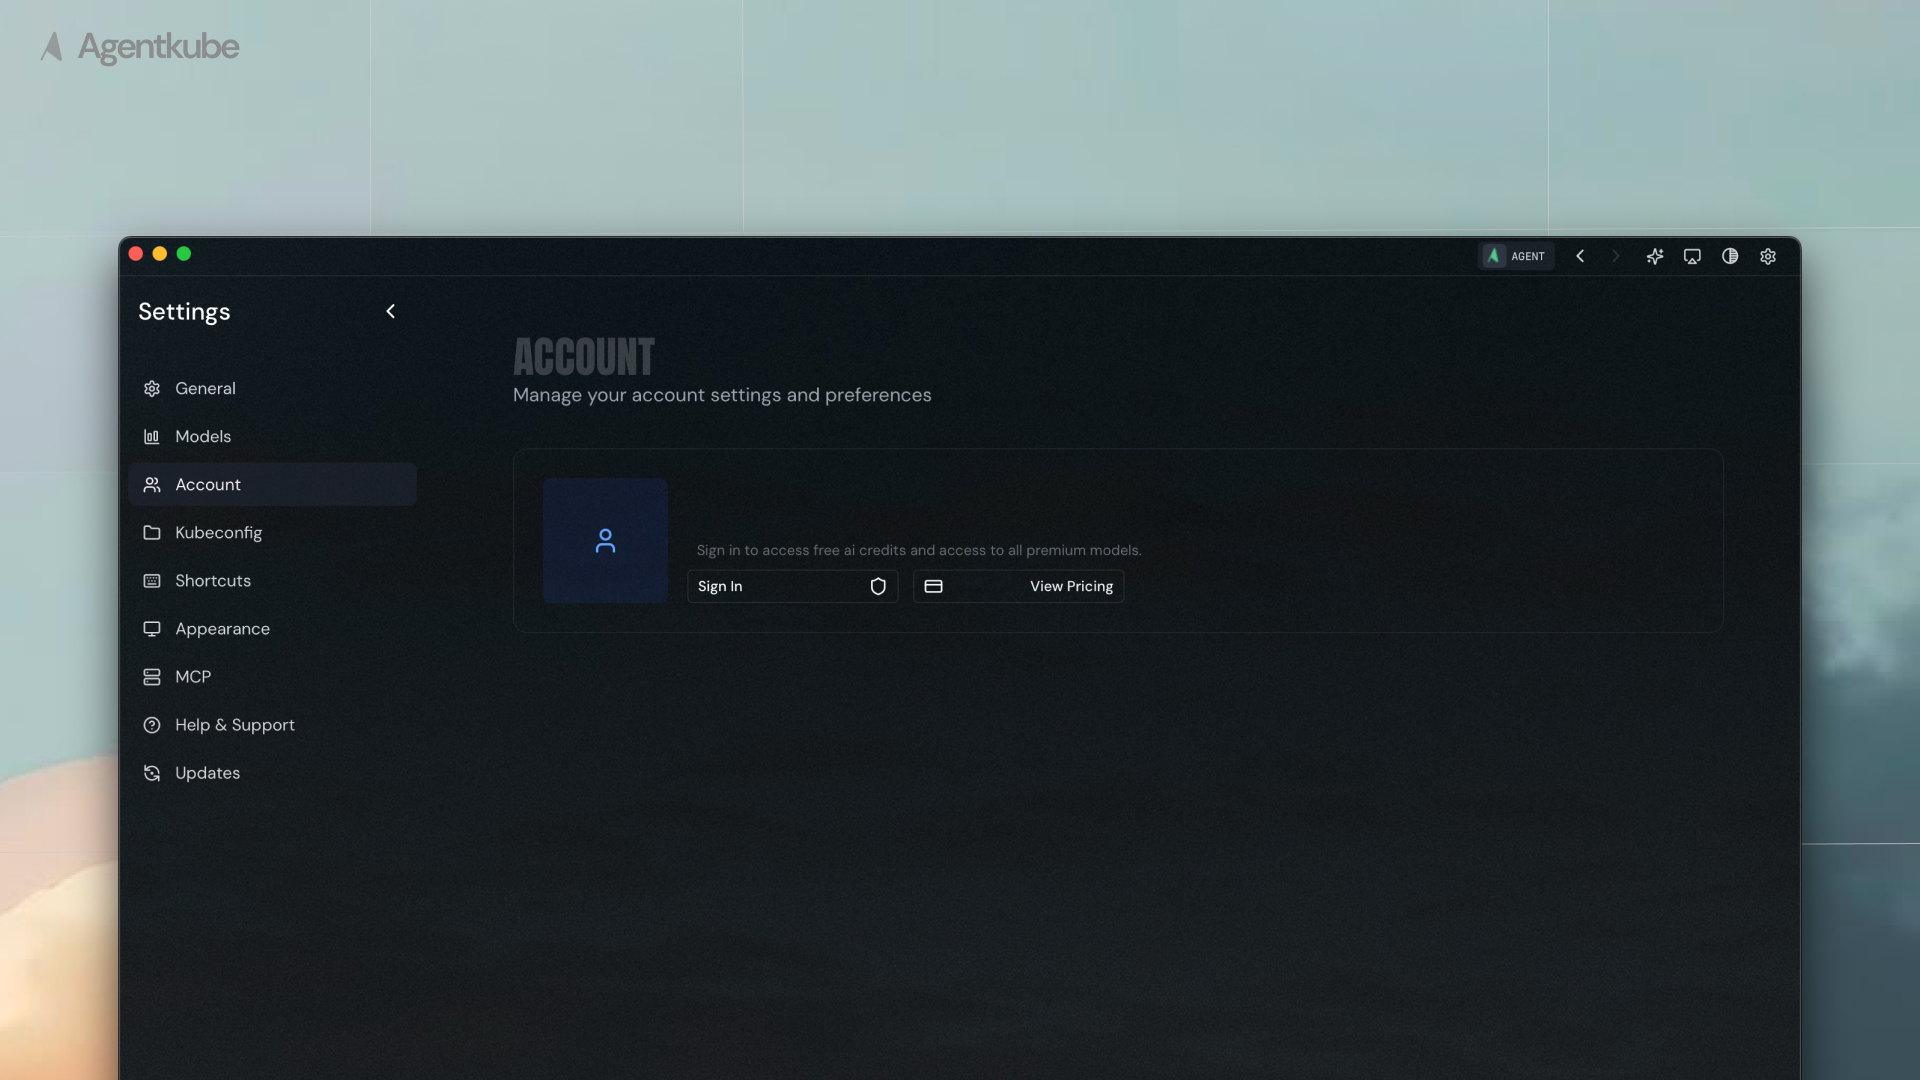 Agentkube
AGENT
Settings
General
Models
Account
Kubeconfig
Shortcuts
Appearance
MCP
Help & Support
Updates
ACCOUNT
Manage your account settings and preferences
Sign in to access free ai credits and access to all premium models.
Sign In
View Pricing